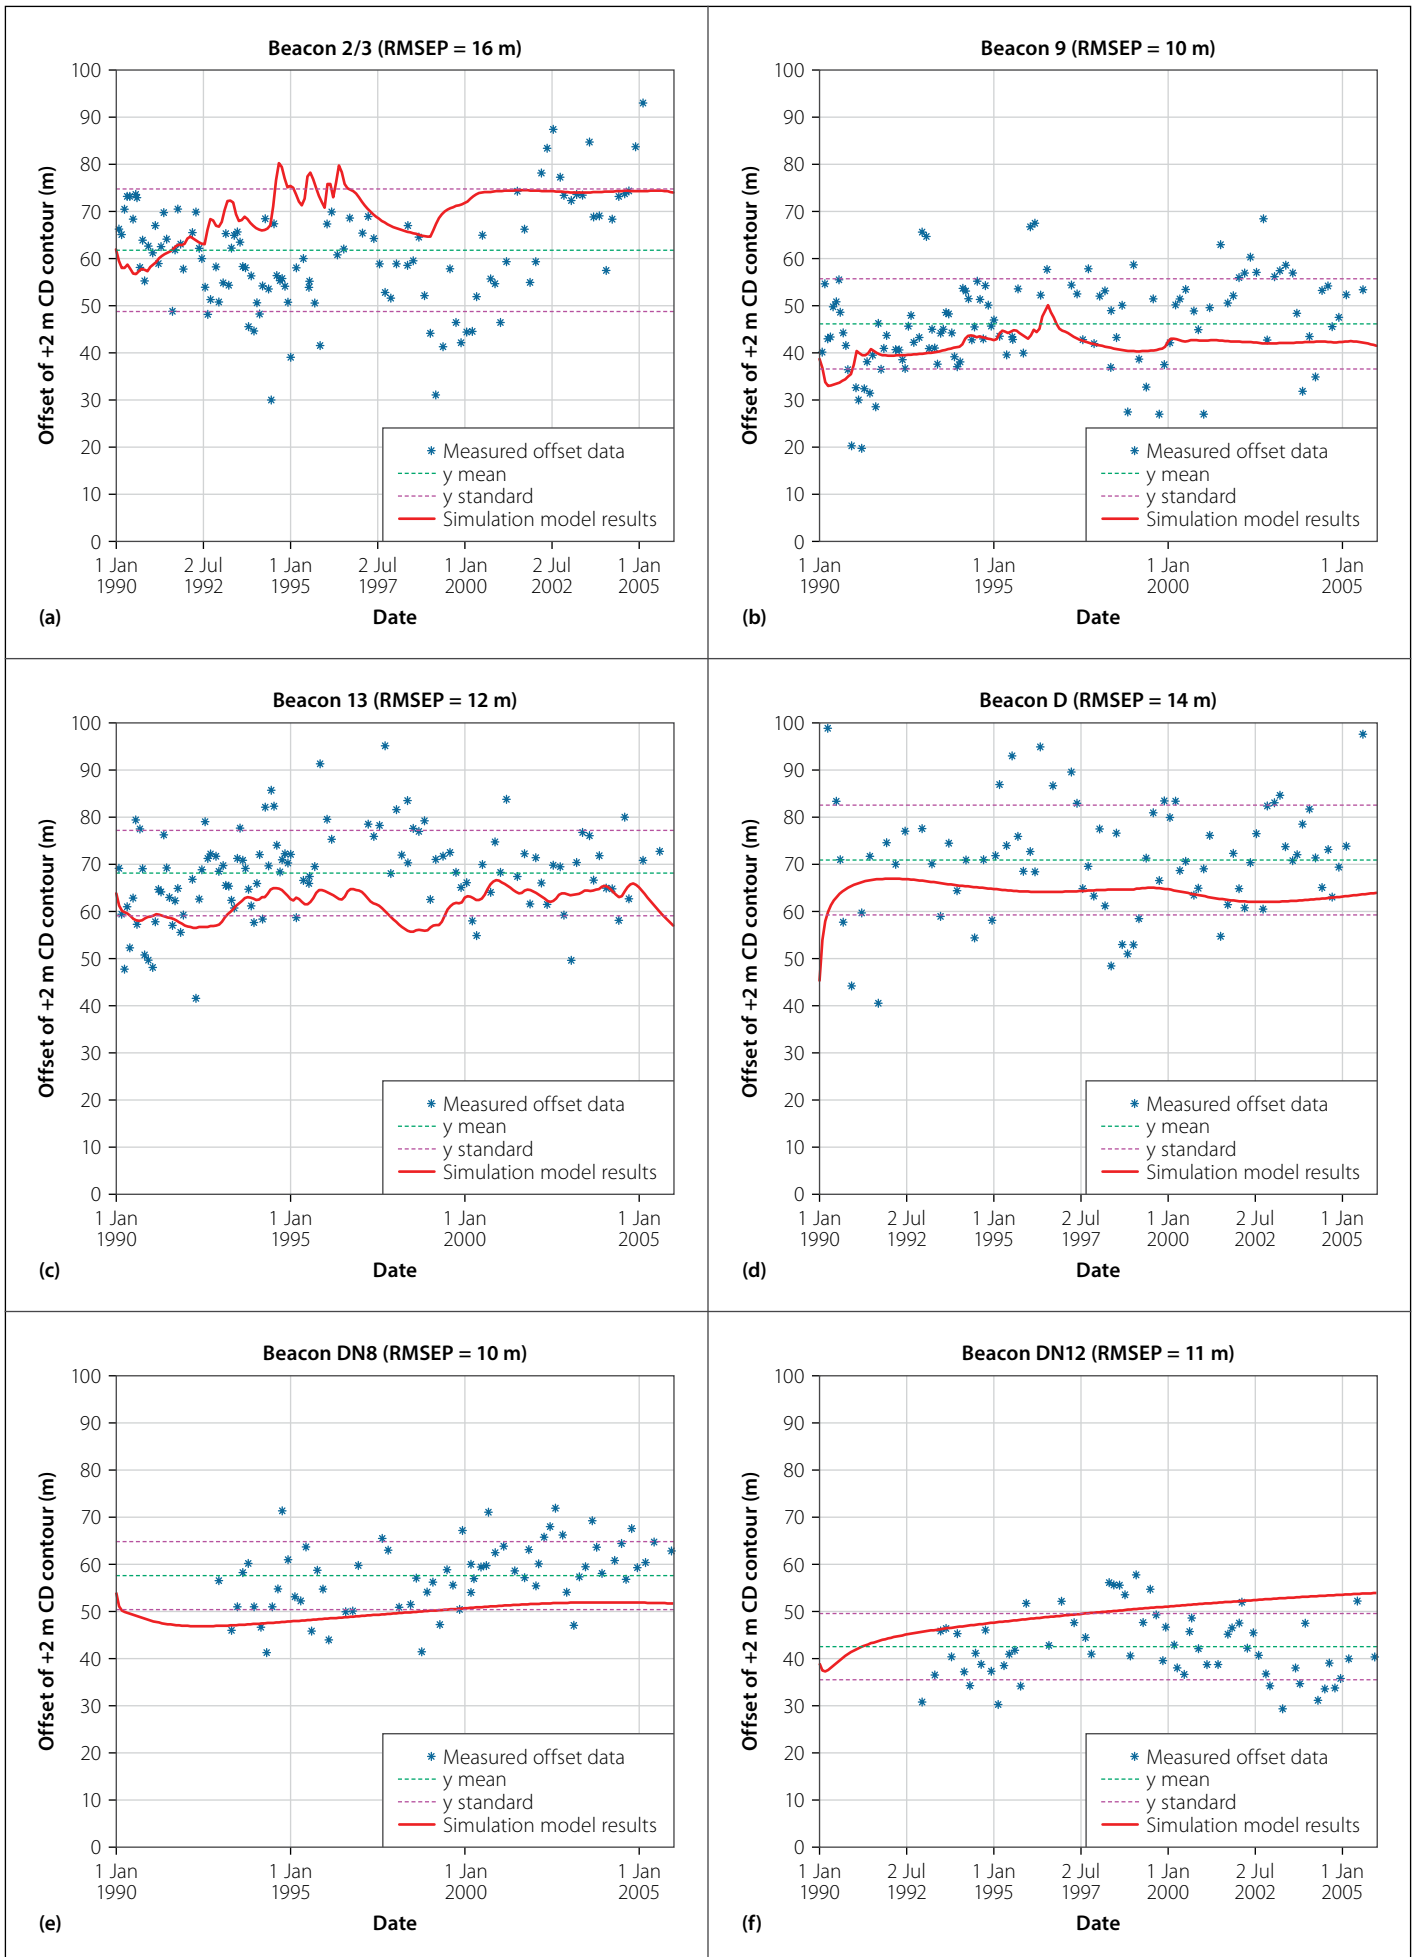 Beacon 2/3 (RMSEP = 16 m)
Offset of +2 m CD contour (m)
100
90
80
70
60
50
40
30
20
10
0
Measured offset data
y mean
y standard
Simulation model results
1 Jan 1990
2 Jul 1992
1 Jan 1995
2 Jul 1997
1 Jan 2000
2 Jul 2002
1 Jan 2005
(a)
Date
Beacon 9 (RMSEP = 10 m)
Offset of +2 m CD contour (m)
100
90
80
70
60
50
40
30
20
10
0
Measured offset data
y mean
y standard
Simulation model results
1 Jan 1990
1 Jan 1995
1 Jan 2000
1 Jan 2005
(b)
Date
Beacon 13 (RMSEP = 12 m)
Offset of +2 m CD contour (m)
100
90
80
70
60
50
40
30
20
10
0
Measured offset data
y mean
y standard
Simulation model results
1 Jan 1990
1 Jan 1995
1 Jan 2000
1 Jan 2005
(c)
Date
Beacon D (RMSEP = 14 m)
Offset of +2 m CD contour (m)
100
90
80
70
60
50
40
30
20
10
0
Measured offset data
y mean
y standard
Simulation model results
1 Jan 1990
2 Jul 1992
1 Jan 1995
2 Jul 1997
1 Jan 2000
2 Jul 2002
1 Jan 2005
(d)
Date
Beacon DN8 (RMSEP = 10 m)
Offset of +2 m CD contour (m)
100
90
80
70
60
50
40
30
20
10
0
Measured offset data
y mean
y standard
Simulation model results
1 Jan 1990
1 Jan 1995
1 Jan 2000
1 Jan 2005
(e)
Date
Beacon DN12 (RMSEP = 11 m)
Offset of +2 m CD contour (m)
100
90
80
70
60
50
40
30
20
10
0
Measured offset data
y mean
y standard
Simulation model results
1 Jan 1990
2 Jul 1992
1 Jan 1995
2 Jul 1997
1 Jan 2000
2 Jul 2002
1 Jan 2005
(f)
Date